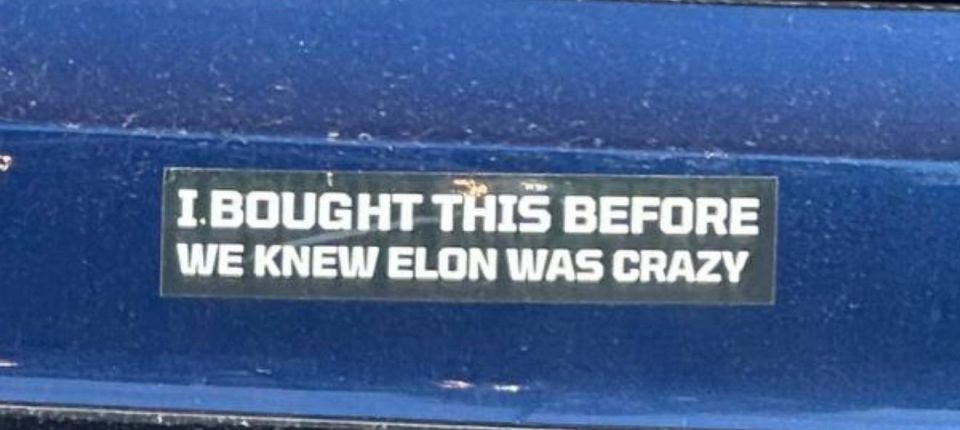 I BOUGHT THIS BEFORE
WE KNEW ELON WAS CRAZY